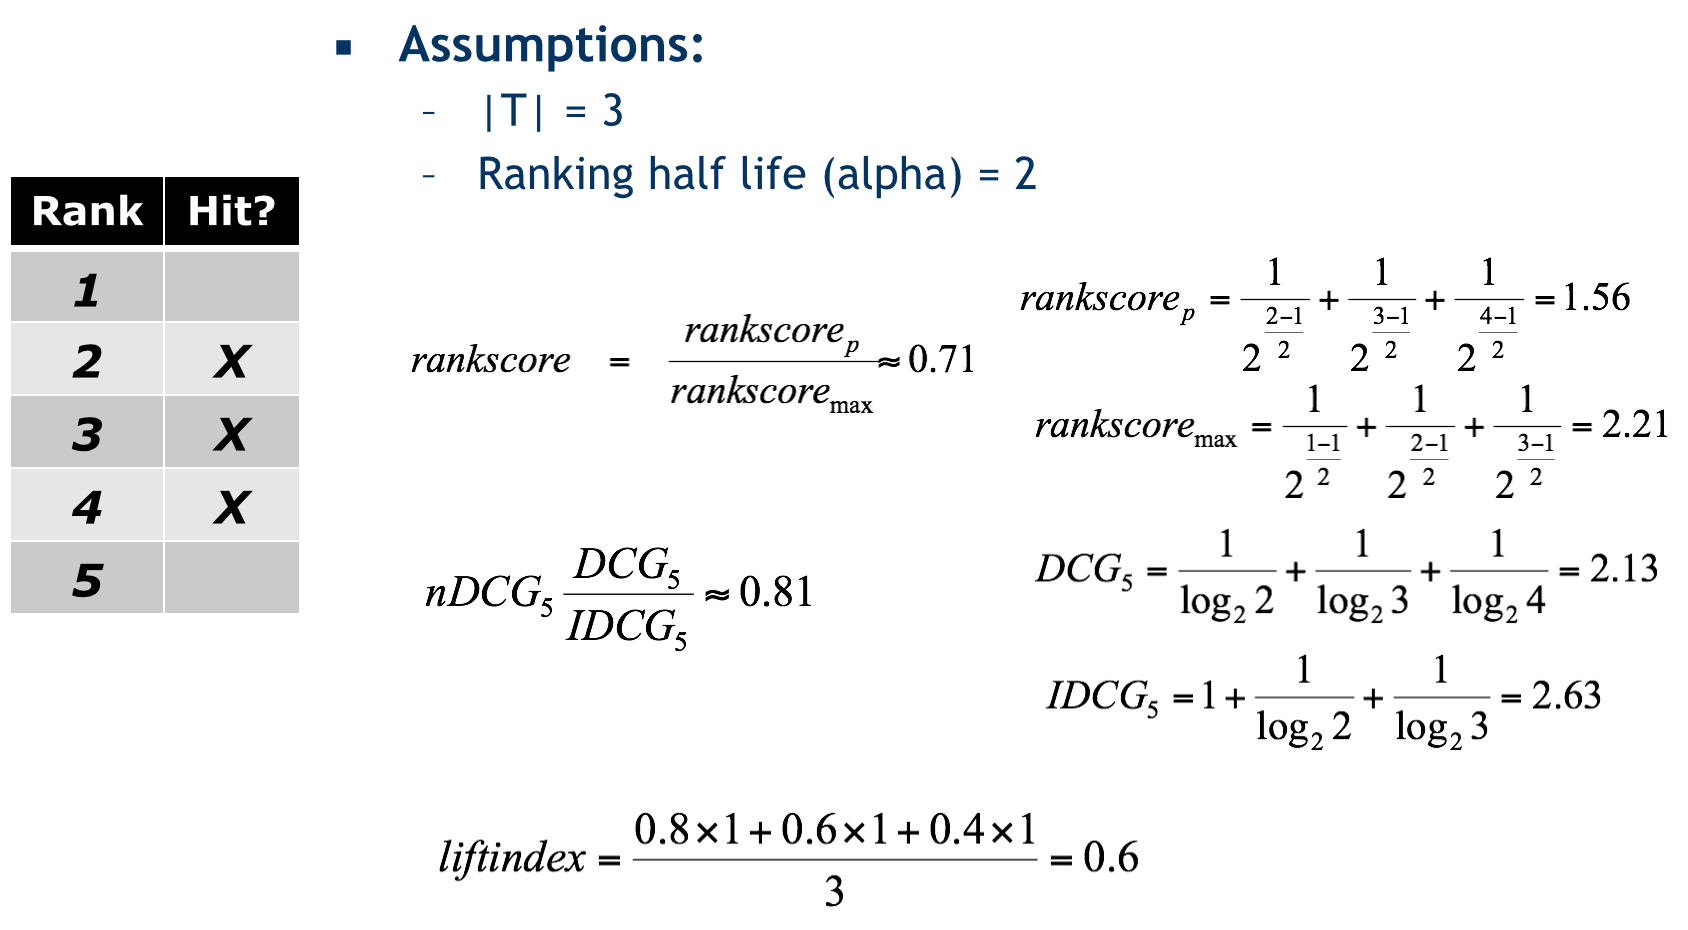 ▪ Assumptions:
– |T| = 3
– Ranking half life (alpha) = 2
Rank Hit?
1
2 X
3 X
4 X
5
rankscore = \frac{rankscore_p}{rankscore_{max}} ≈ 0.71
rankscore_p = \frac{1}{2^{\frac{2-1}{2}}} + \frac{1}{2^{\frac{3-1}{2}}} + \frac{1}{2^{\frac{4-1}{2}}} = 1.56
rankscore_{max} = \frac{1}{2^{\frac{1-1}{2}}} + \frac{1}{2^{\frac{2-1}{2}}} + \frac{1}{2^{\frac{3-1}{2}}} = 2.21
nDCG_5 \frac{DCG_5}{IDCG_5} ≈ 0.81
DCG_5 = \frac{1}{\log_2 2} + \frac{1}{\log_2 3} + \frac{1}{\log_2 4} = 2.13
IDCG_5 = 1 + \frac{1}{\log_2 2} + \frac{1}{\log_2 3} = 2.63
liftindex = \frac{0.8×1 + 0.6×1 + 0.4×1}{3} = 0.6